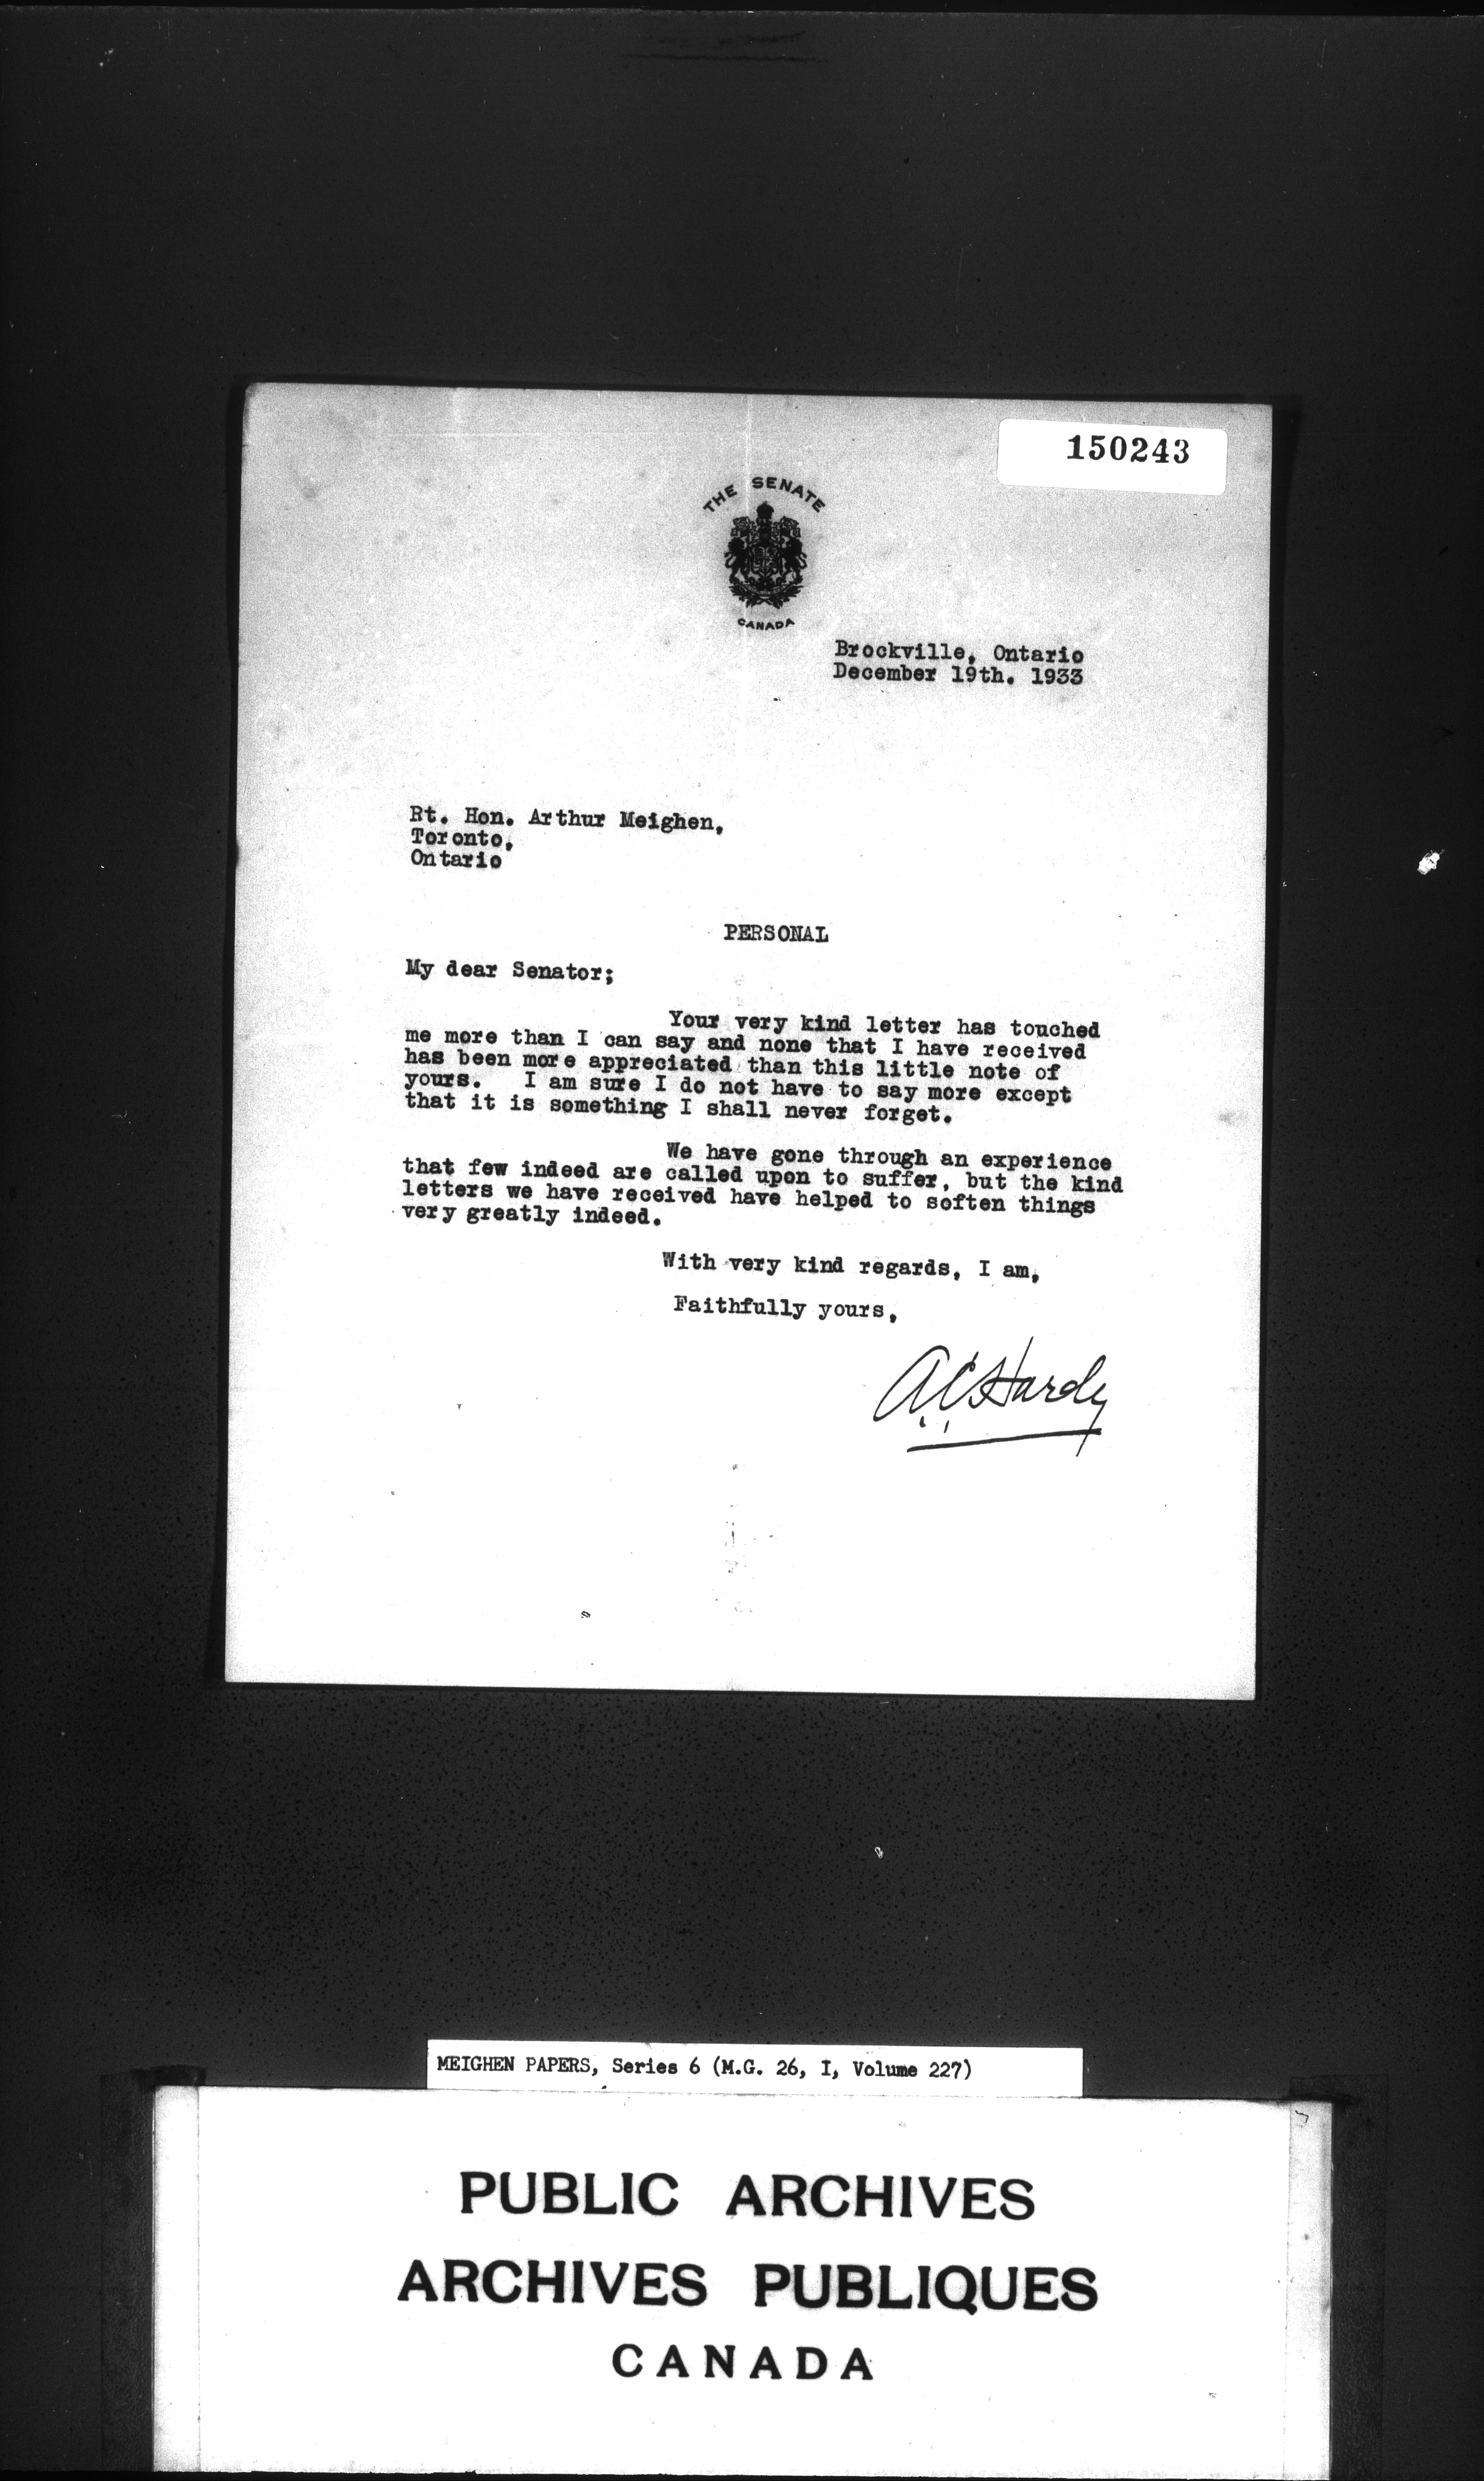 150243
THE SENATE
CANADA
Brockville, Ontario
December 19th. 1933
Rt. Hon. Arthur Meighen,
Toronto,
Ontario
PERSONAL
My dear Senator;
Your very kind letter has touched
me more than I can say and none that I have received
has been more appreciated than this little note of
yours. I am sure I do not have to say more except
that it is something I shall never forget.
We have gone through an experience
that few indeed are called upon to suffer, but the kind
letters we have received have helped to soften things
very greatly indeed.
With very kind regards, I am,
Faithfully yours,
A.C. Hardy
MEIGHEN PAPERS, Series 6 (M.G. 26, I, Volume 227)
PUBLIC ARCHIVES
ARCHIVES PUBLIQUES
CANADA